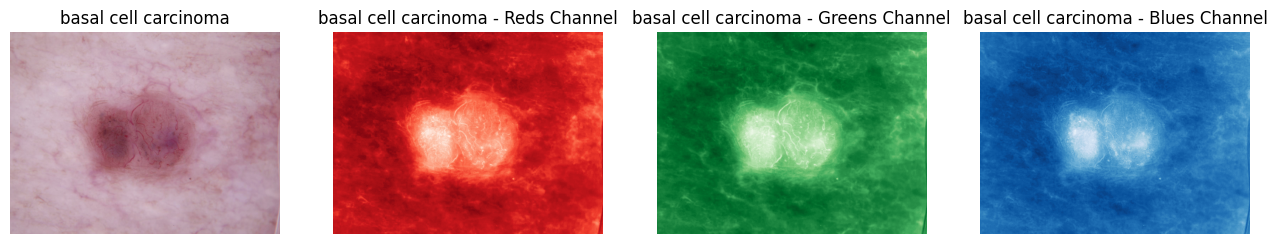 basal cell carcinoma
basal cell carcinoma - Reds Channel
basal cell carcinoma - Greens Channel
basal cell carcinoma - Blues Channel